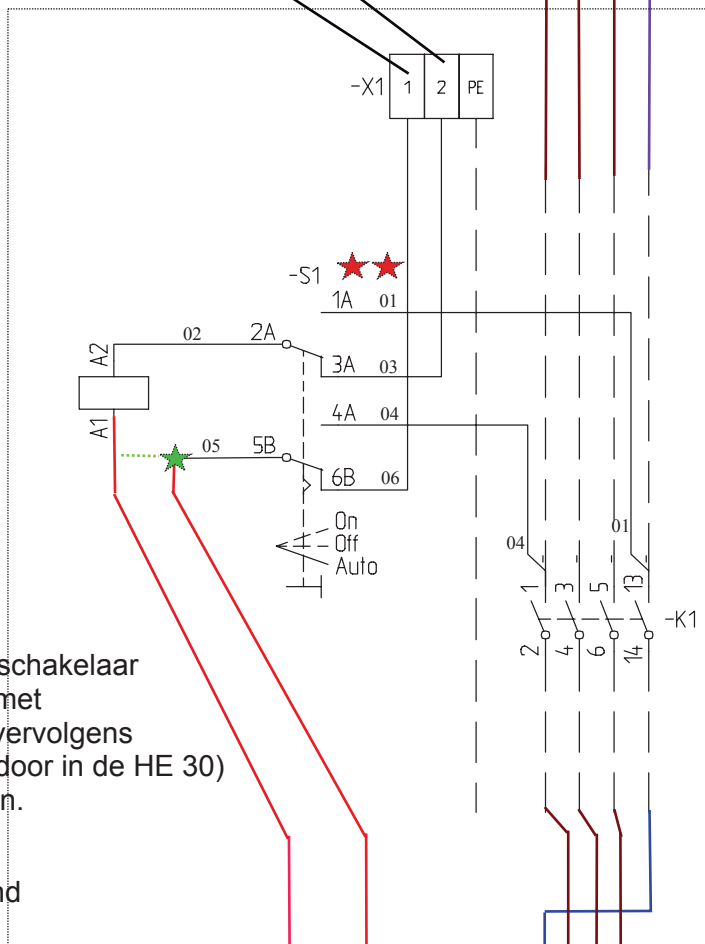 -X1 1 2 PE
-S1
1A 01
A2 02 2A
3A 03
4A 04
A1 05 5B
6B 06
On
Off
Auto
04 01
1 3 5 13
-K1
2 4 6 14
schakelaar
met
vervolgens
door in de HE 30)
n.
nd